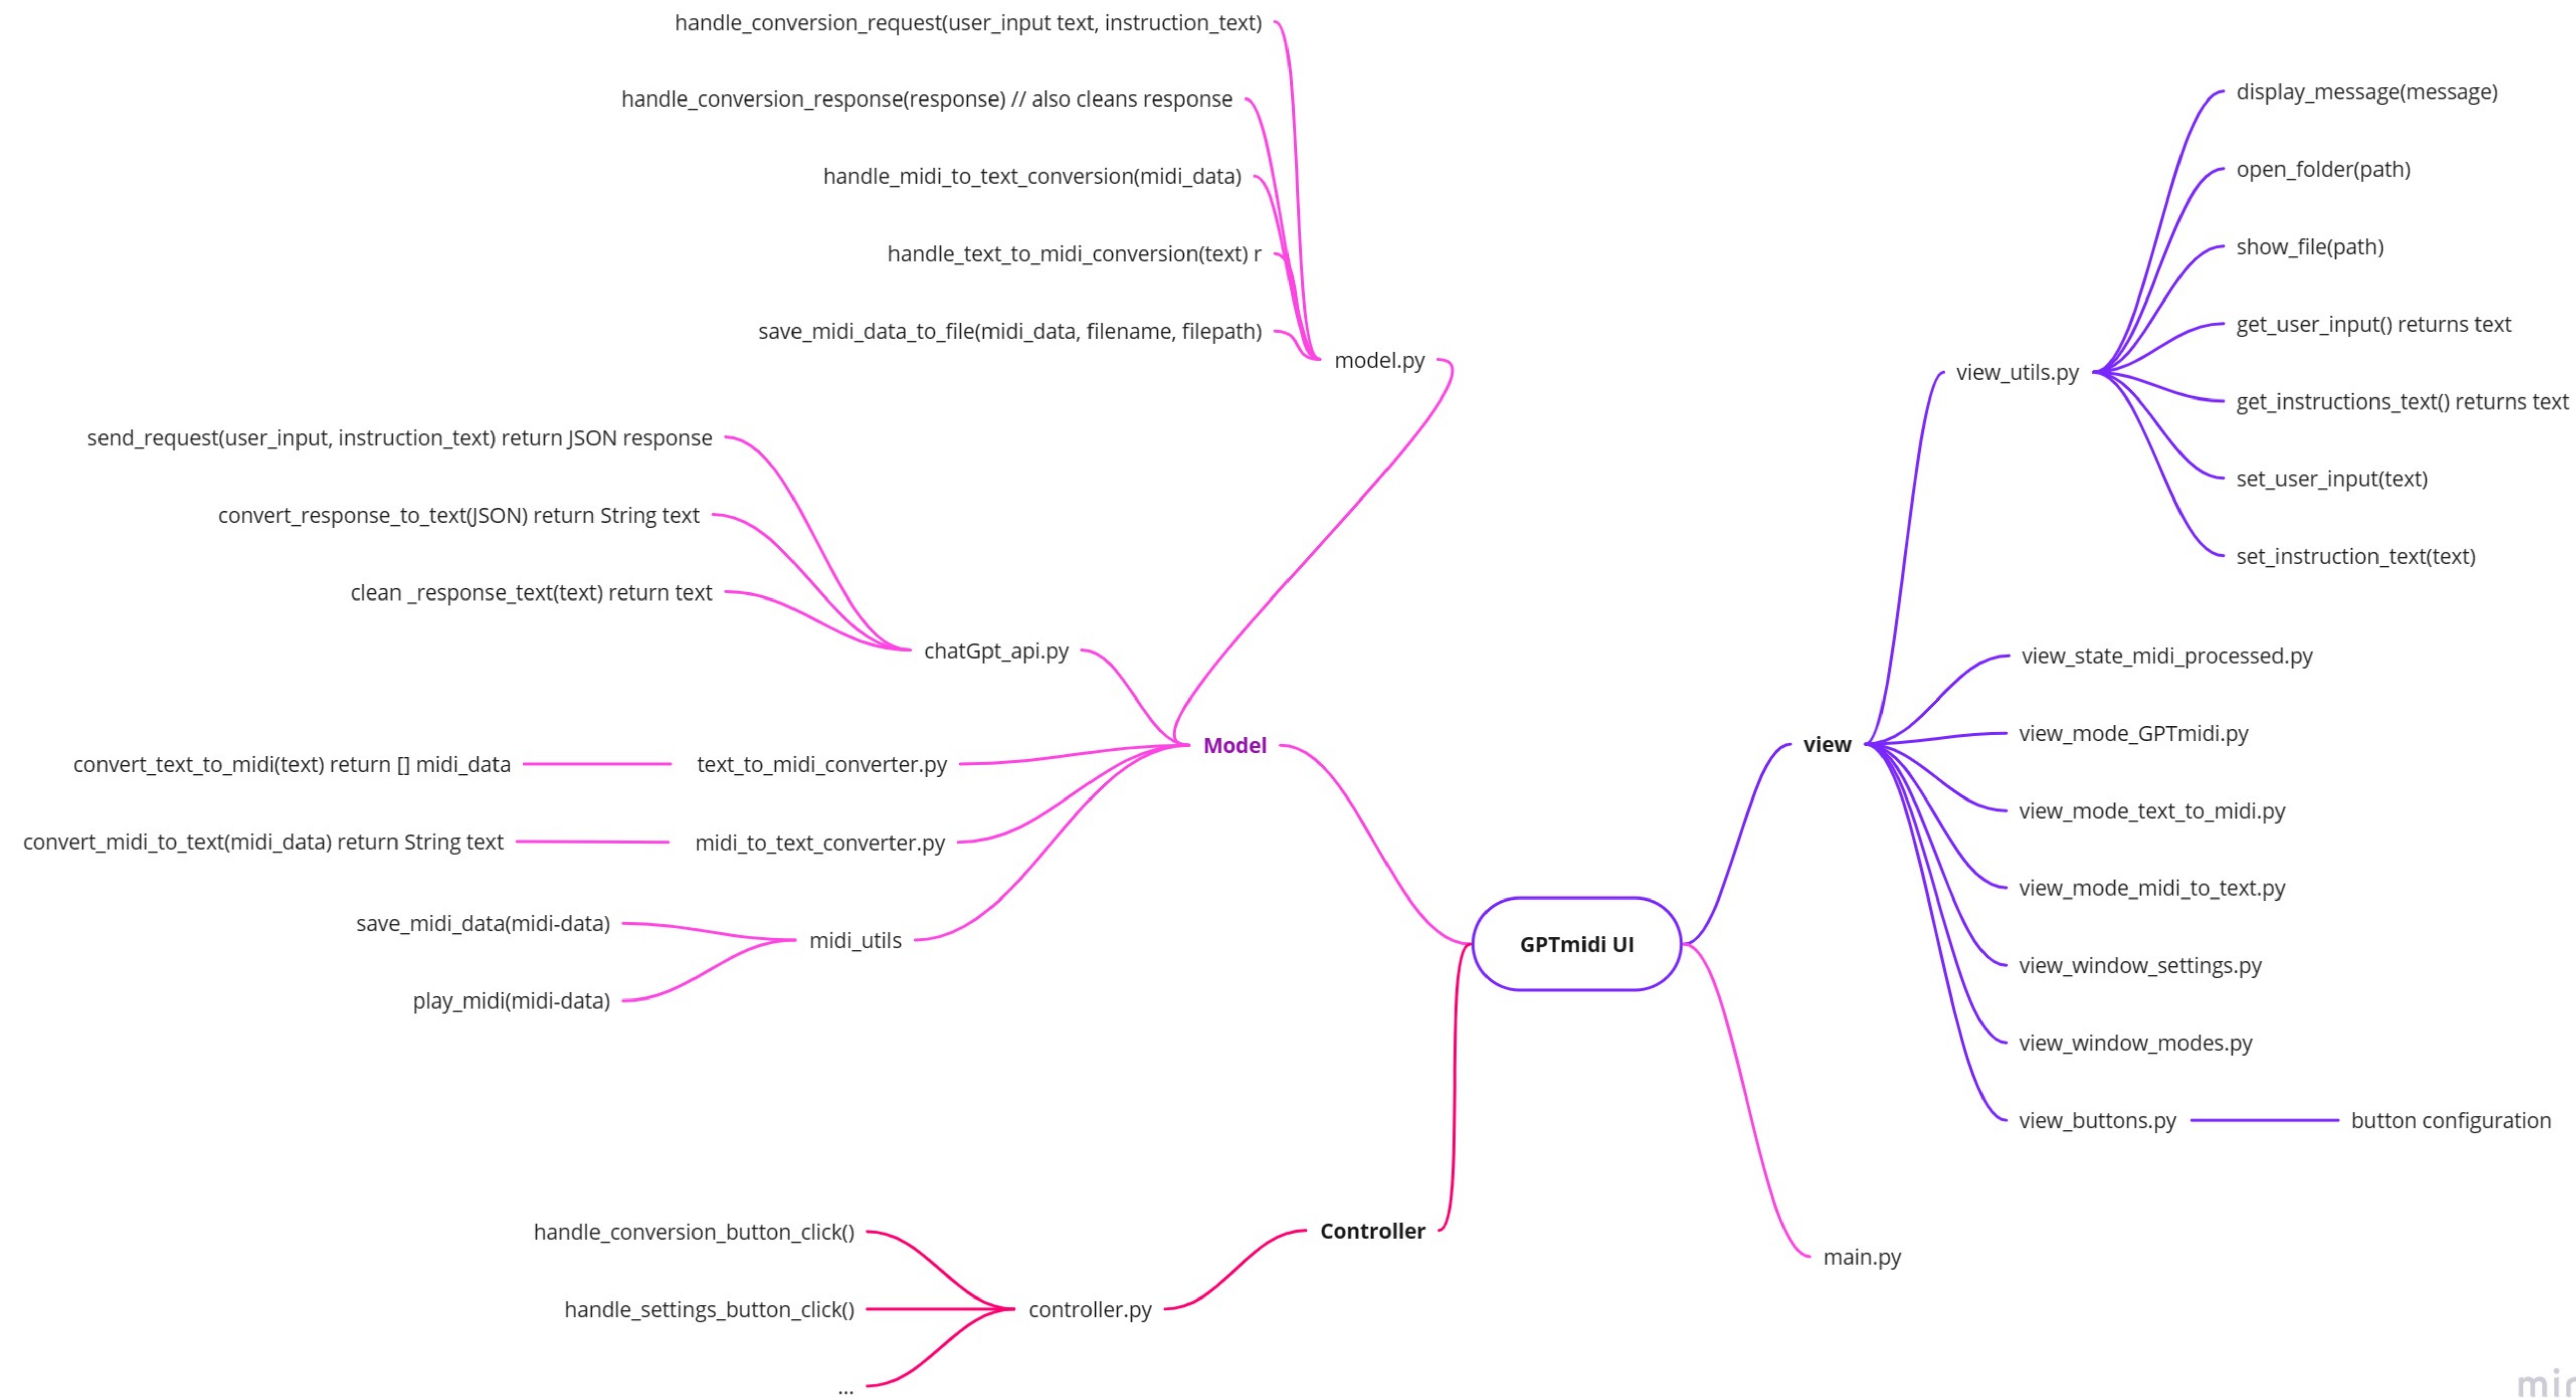 handle_conversion_request(user_input text, instruction_text)
handle_conversion_response(response) // also cleans response
handle_midi_to_text_conversion(midi_data)
handle_text_to_midi_conversion(text) r
save_midi_data_to_file(midi_data, filename, filepath)
model.py
send_request(user_input, instruction_text) return JSON response
convert_response_to_text(JSON) return String text
clean _response_text(text) return text
chatGpt_api.py
Model
convert_text_to_midi(text) return [] midi_data
text_to_midi_converter.py
convert_midi_to_text(midi_data) return String text
midi_to_text_converter.py
save_midi_data(midi-data)
midi_utils
play_midi(midi-data)
GPTmidi UI
Controller
handle_conversion_button_click()
handle_settings_button_click()
controller.py
...
display_message(message)
open_folder(path)
show_file(path)
get_user_input() returns text
view_utils.py
get_instructions_text() returns text
set_user_input(text)
set_instruction_text(text)
view_state_midi_processed.py
view_mode_GPTmidi.py
view
view_mode_text_to_midi.py
view_mode_midi_to_text.py
view_window_settings.py
view_window_modes.py
view_buttons.py
button configuration
main.py